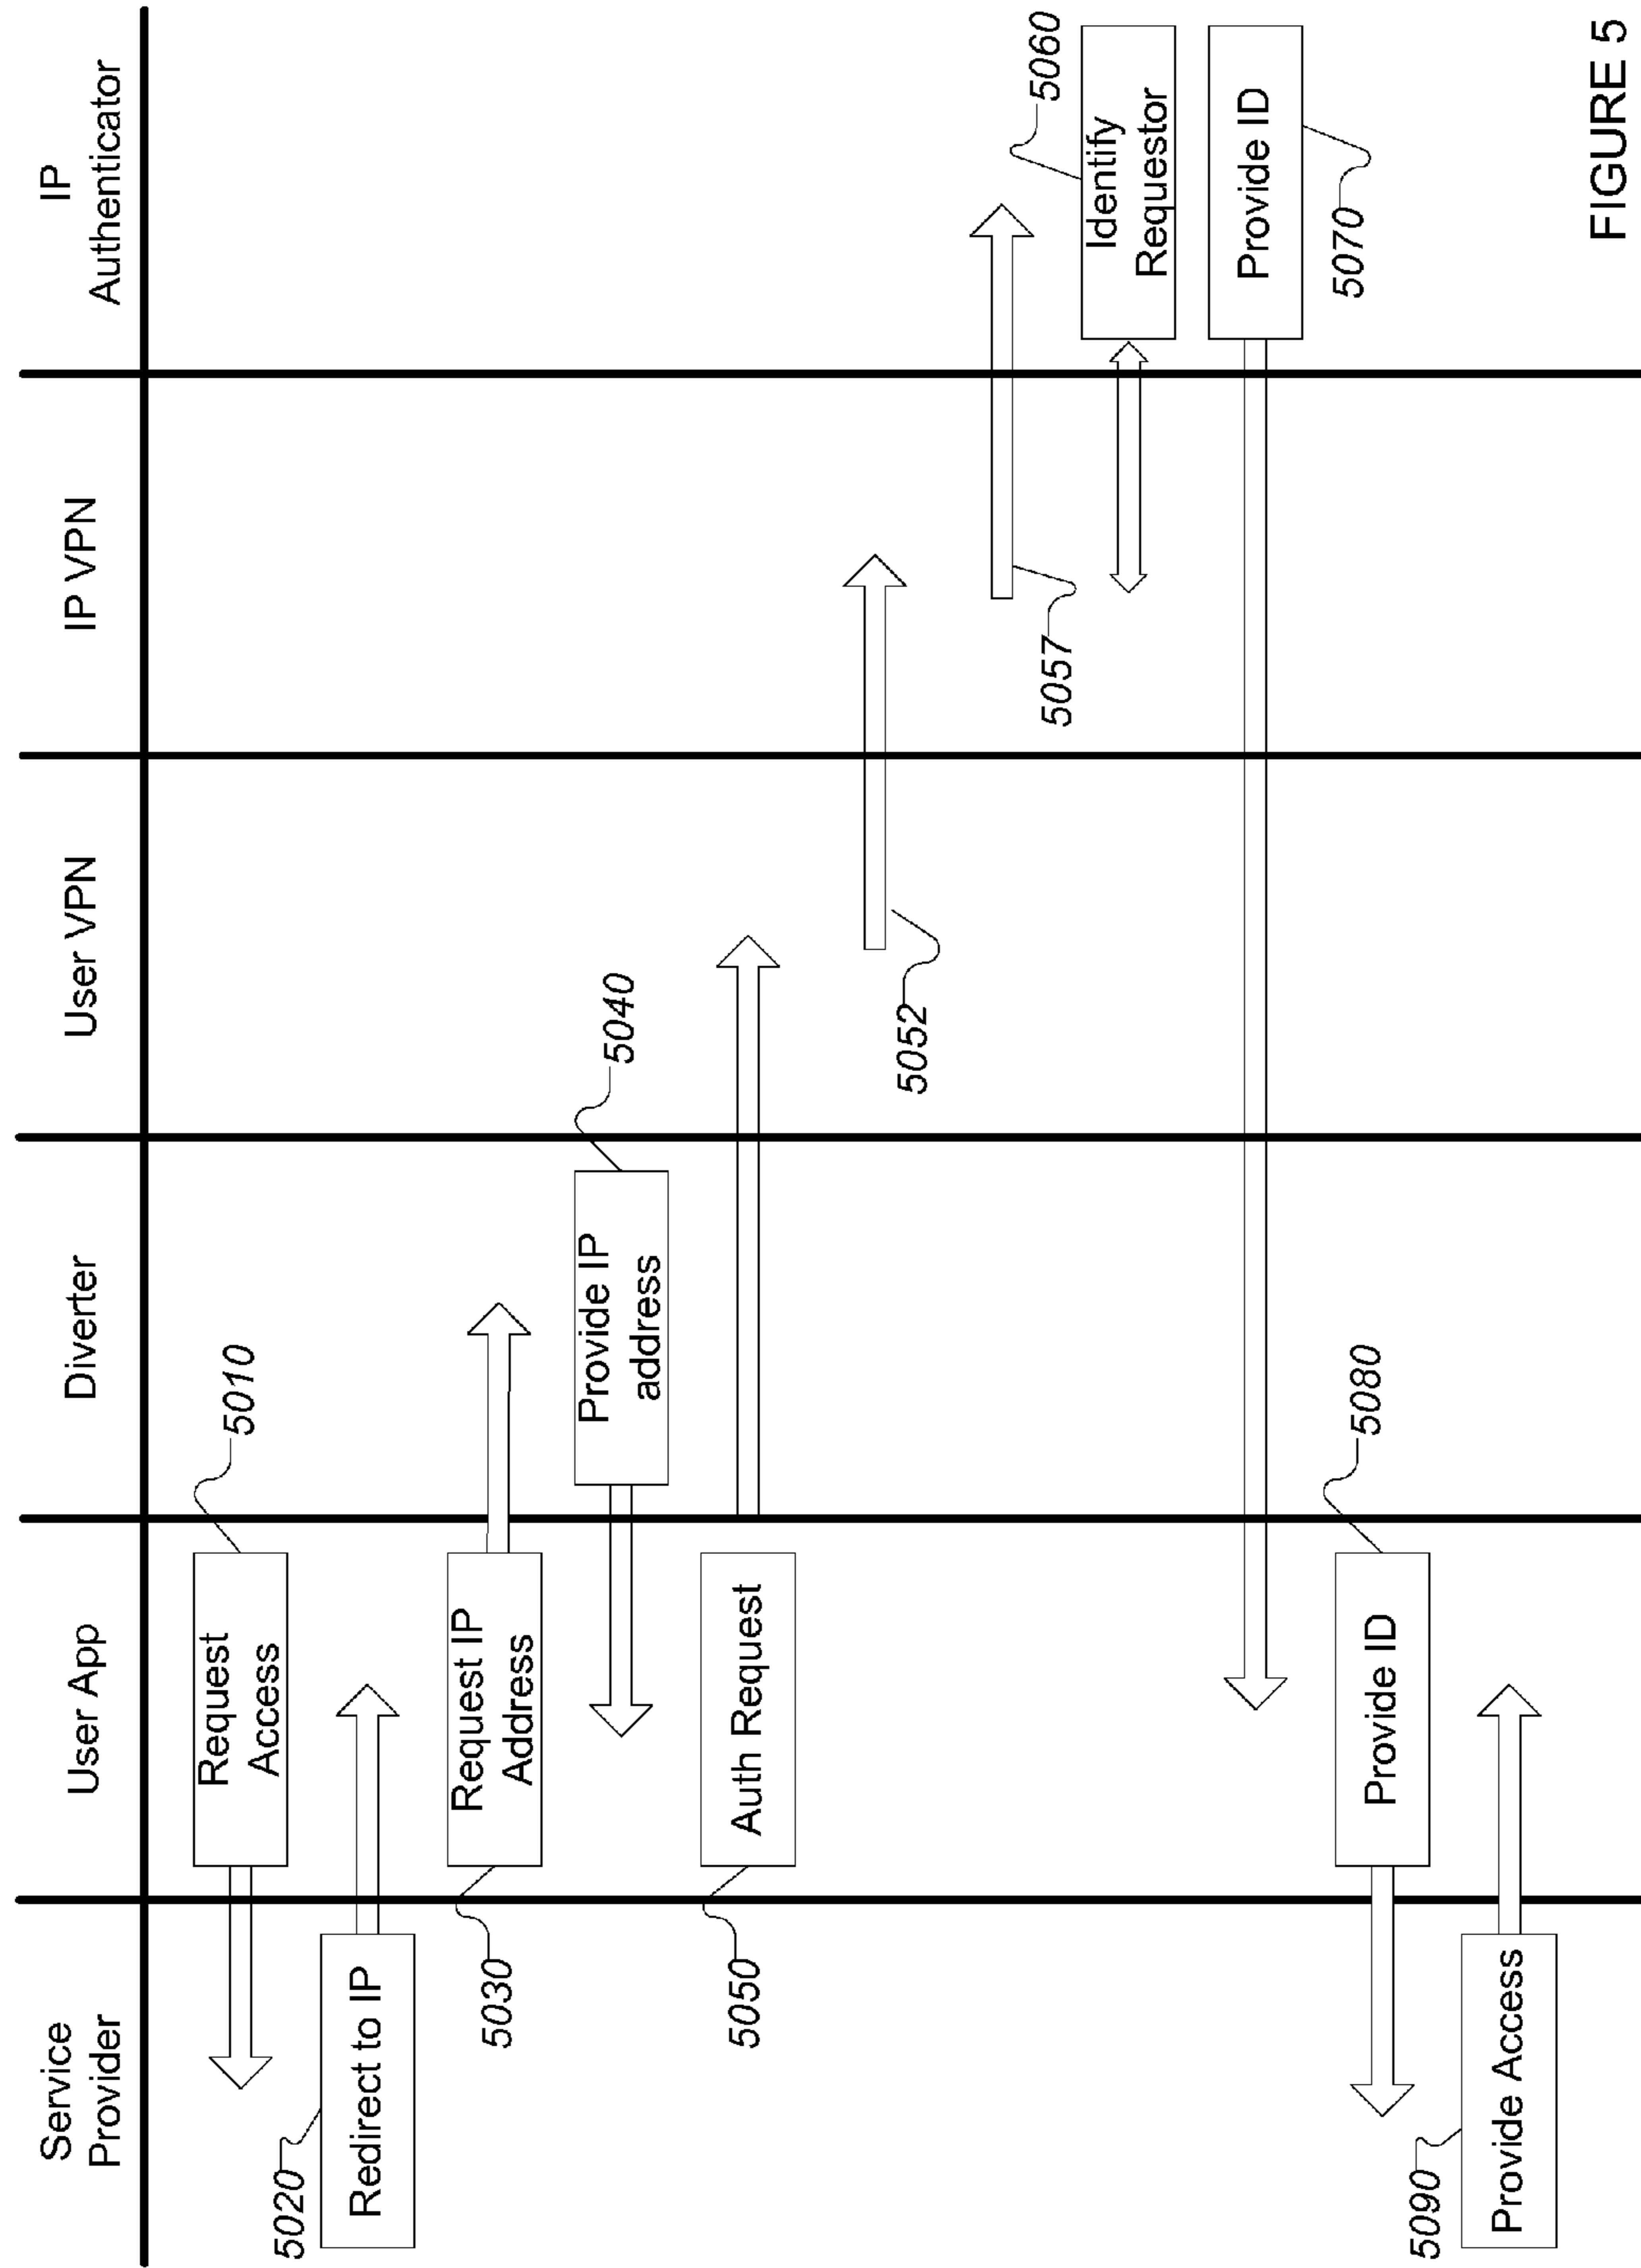 Service
Provider
User App
Diverter
User VPN
IP VPN
IP
Authenticator
Request
Access
5010
5020
Redirect to IP
5030
Request IP
Address
Provide IP
address
5040
5050
Auth Request
5052
5057
5060
Identify
Requestor
Provide ID
5070
Provide ID
5080
5090
Provide Access
FIGURE 5